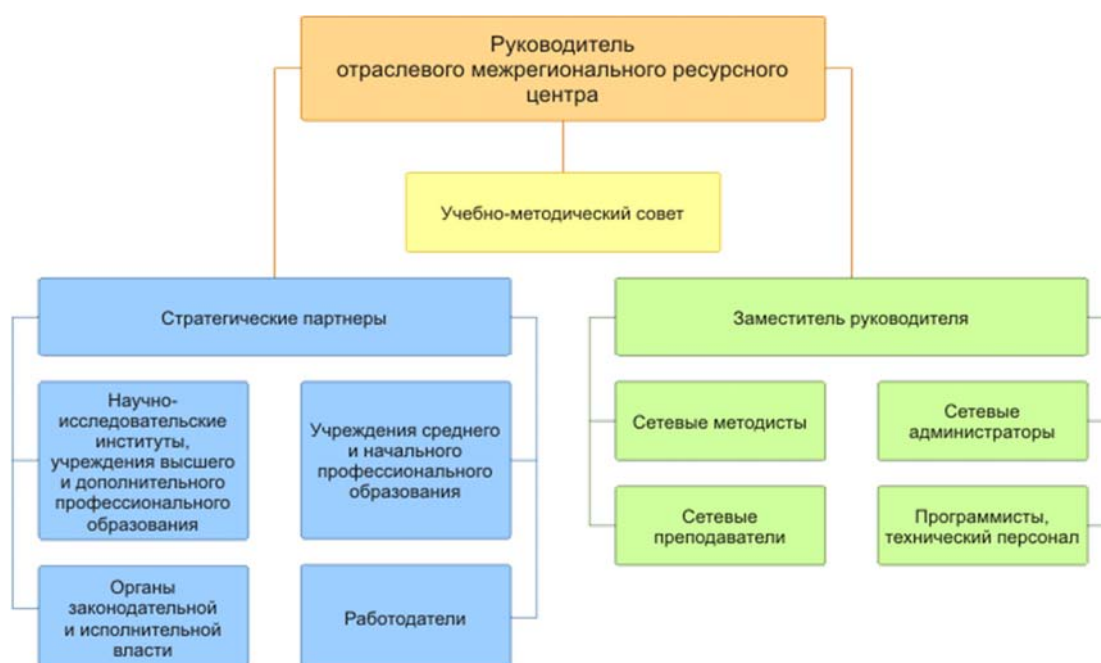 Руководитель
отраслевого межрегионального ресурсного
центра
Учебно-методический совет
Стратегические партнеры
Научно-
исследовательские
институты,
учреждения высшего
и дополнительного
профессионального
образования
Учреждения среднего
и начального
профессионального
образования
Органы
законодательной
и исполнительной
власти
Работодатели
Заместитель руководителя
Сетевые методисты
Сетевые
администраторы
Сетевые
преподаватели
Программисты,
технический персонал